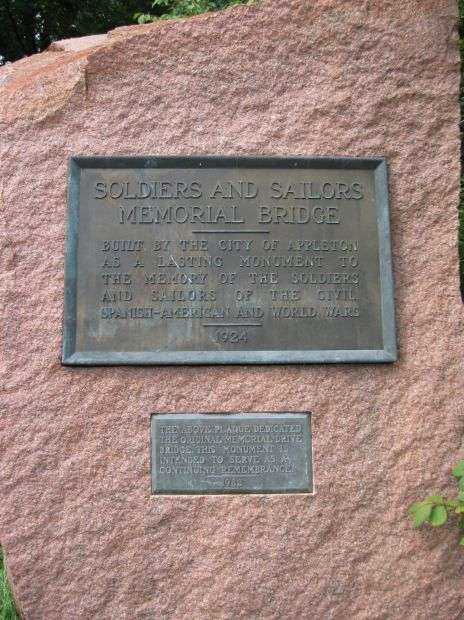 SOLDIERS AND SAILORS
MEMORIAL BRIDGE
BUILT BY THE CITY OF APPLETON
AS A LASTING MONUMENT TO
THE MEMORY OF THE SOLDIERS
AND SAILORS OF THE CIVIL
SPANISH-AMERICAN AND WORLD WARS
1924
THE ABOVE PLAQUE DEDICATED
THE ORIGINAL MEMORIAL DRIVE
BRIDGE. THIS MONUMENT IS
INTENDED TO SERVE AS A
CONTINUING REMEMBRANCE.